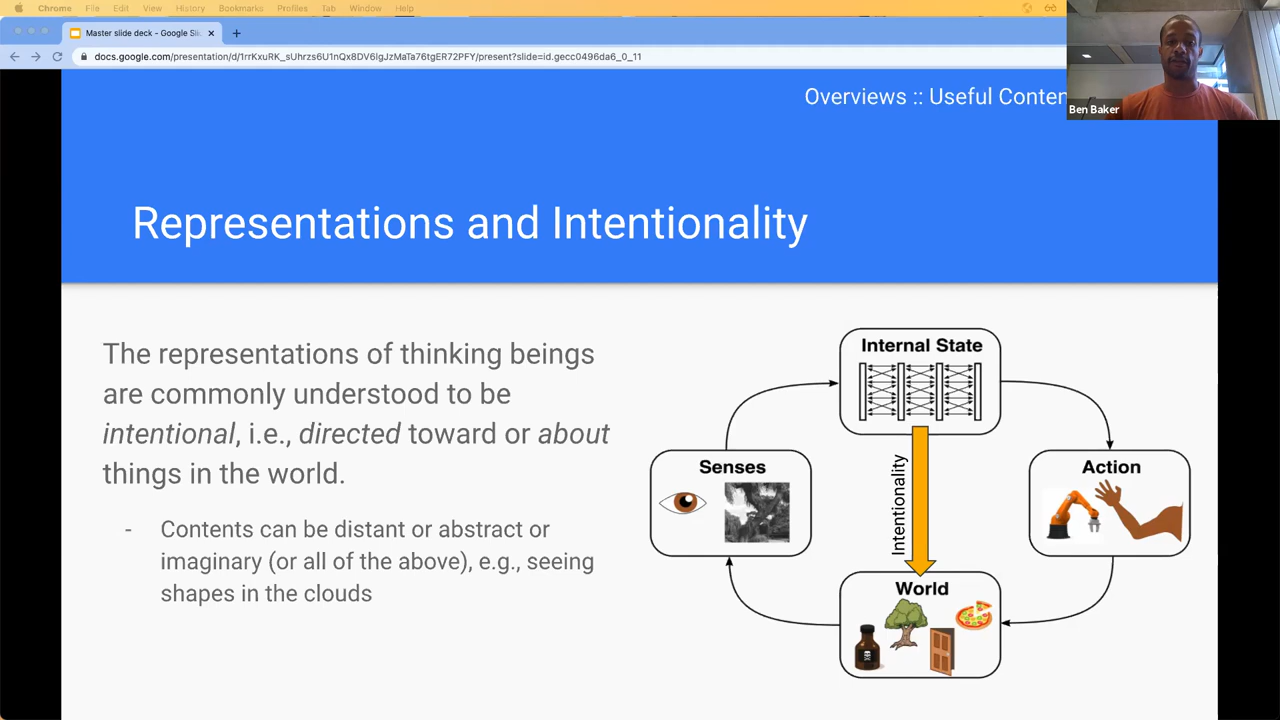 Chrome File Edit View History Bookmarks Profiles Tab Window Help
Master slide deck - Google Sli
docs.google.com/presentation/d/1rrKxuRK_sUhrzs6U1nQx8DV6IgJzMaTa76tgER72PFY/present?slide=id.gecc0496da6_0_11
Overviews :: Useful Conten
Ben Baker
Representations and Intentionality
The representations of thinking beings
are commonly understood to be
intentional, i.e., directed toward or about
things in the world.
- Contents can be distant or abstract or
imaginary (or all of the above), e.g., seeing
shapes in the clouds
Internal State
Senses
Intentionality
Action
World